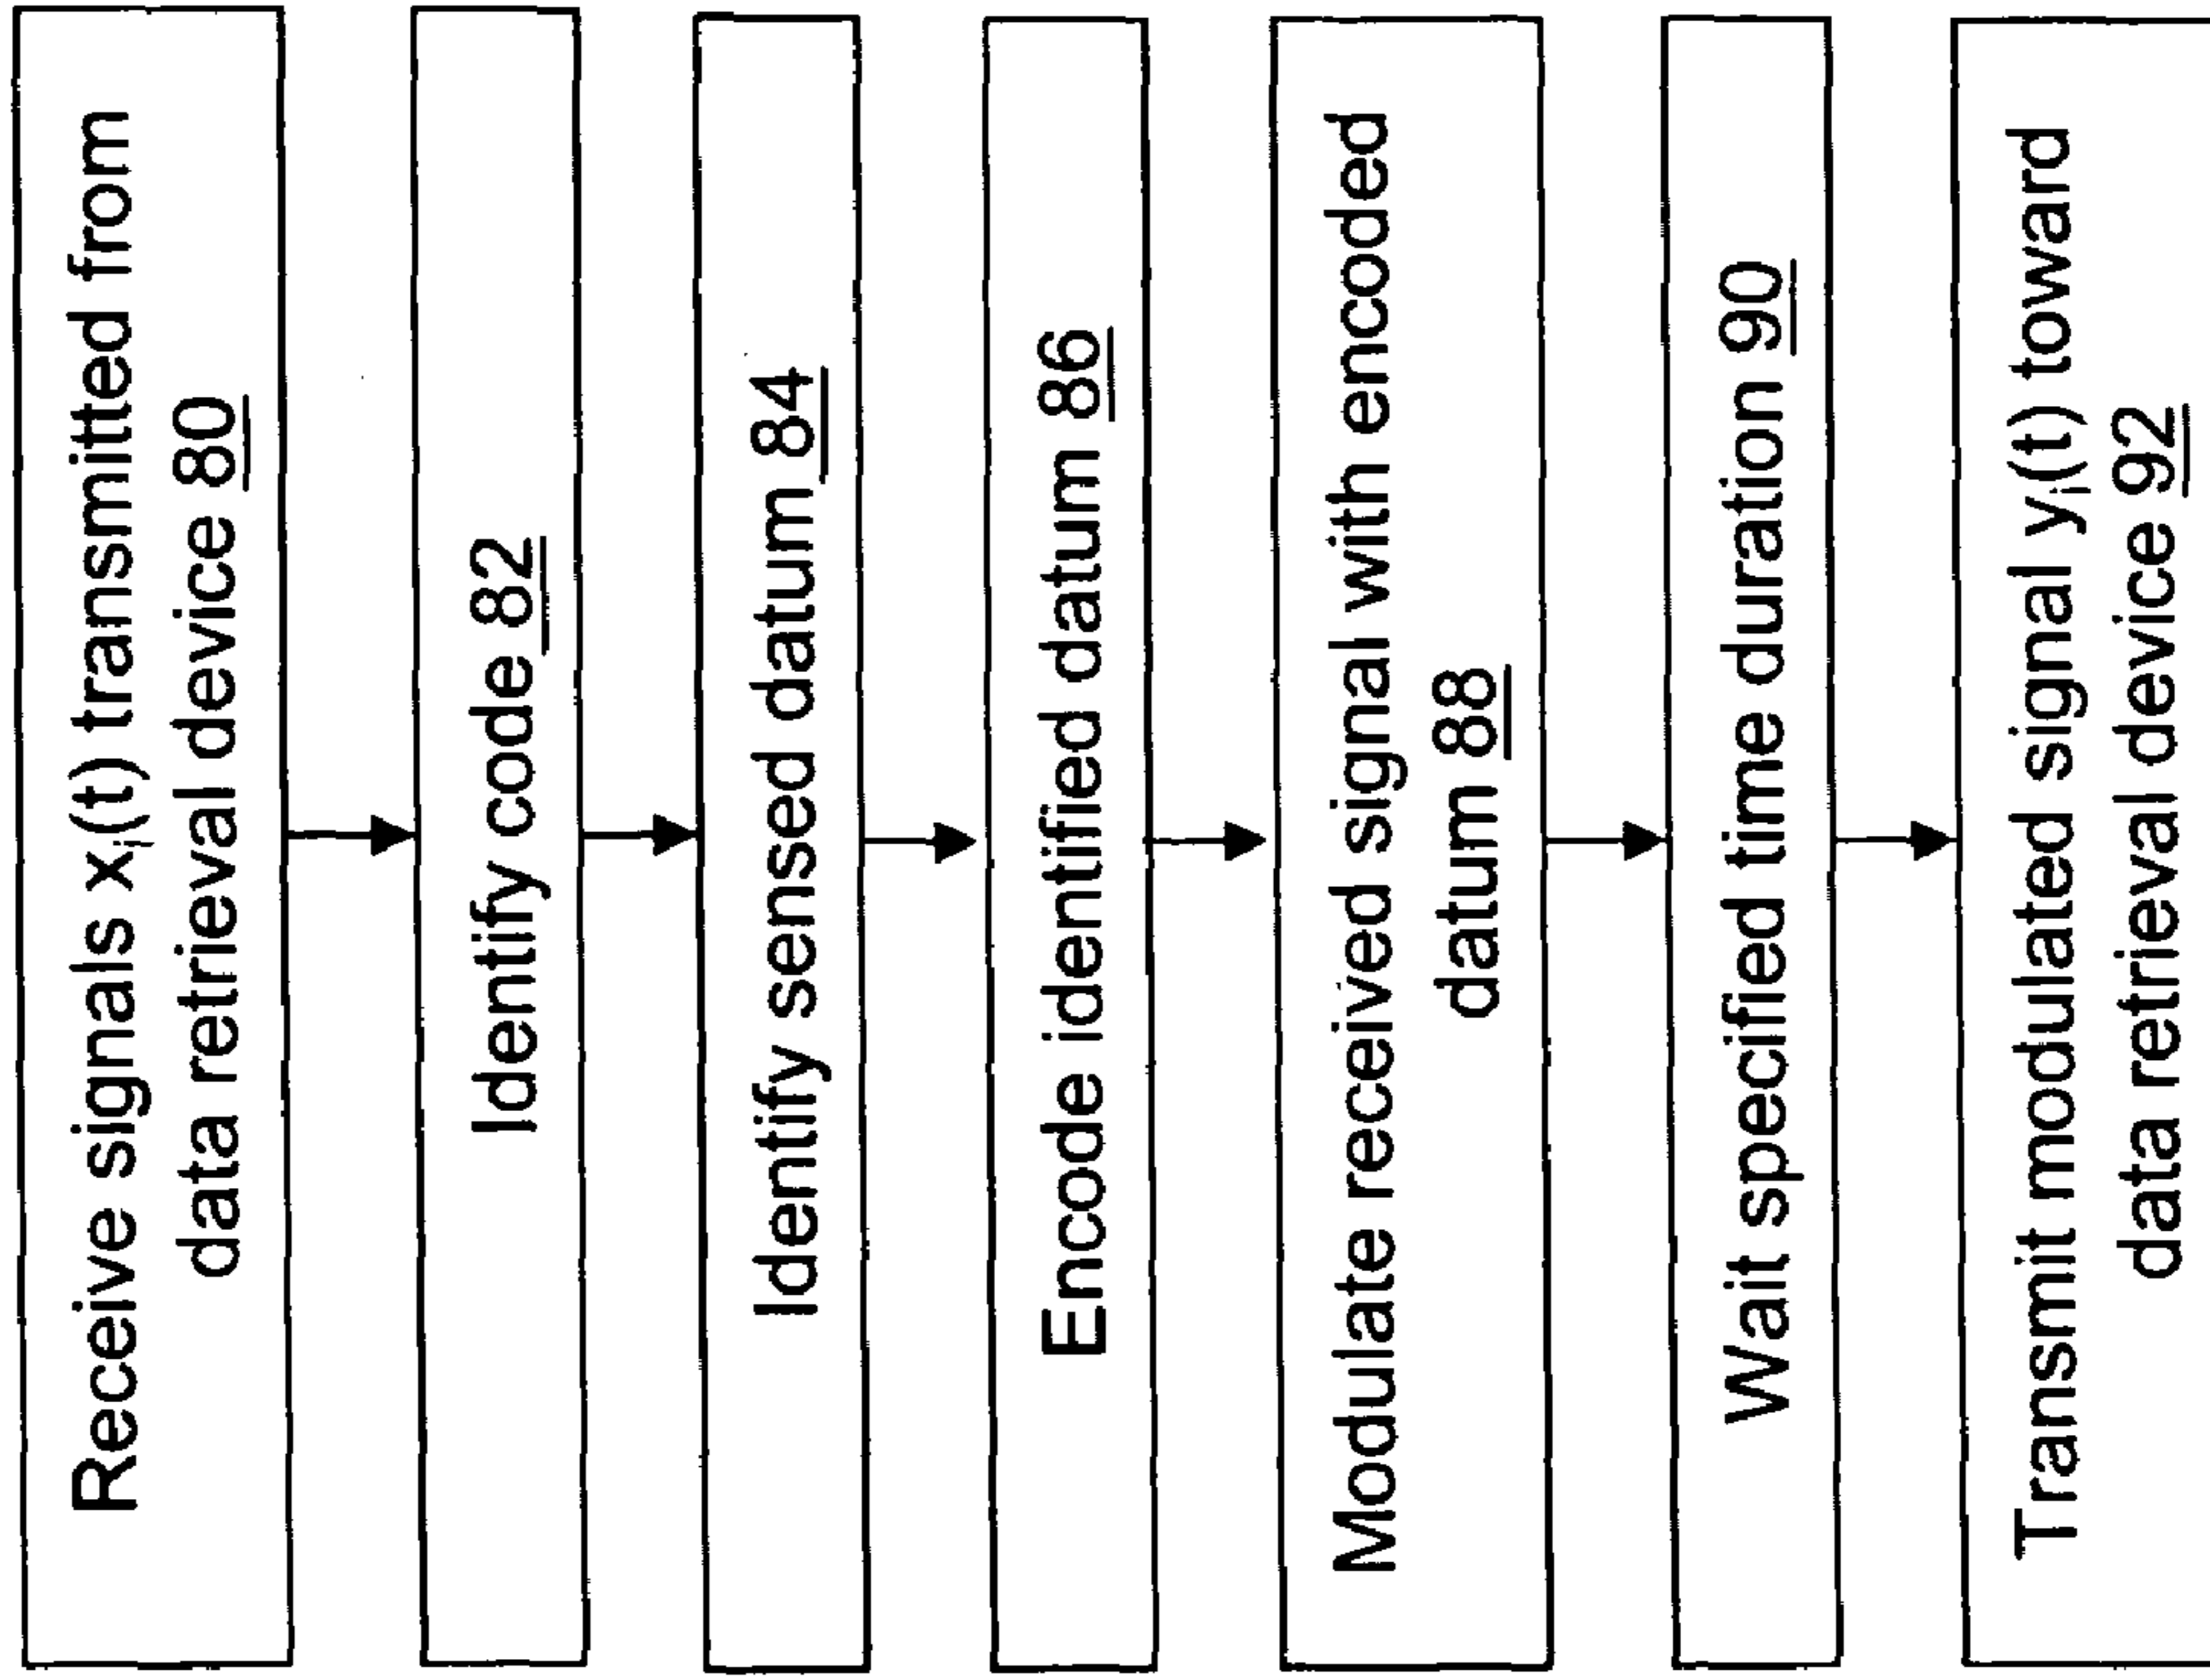 Receive signals xᵢ(t) transmitted from
data retrieval device 80
Identify code 82
Identify sensed datum 84
Encode identified datum 86
Modulate received signal with encoded
datum 88
Wait specified time duration 90
Transmit modulated signal yᵢ(t) toward
data retrieval device 92